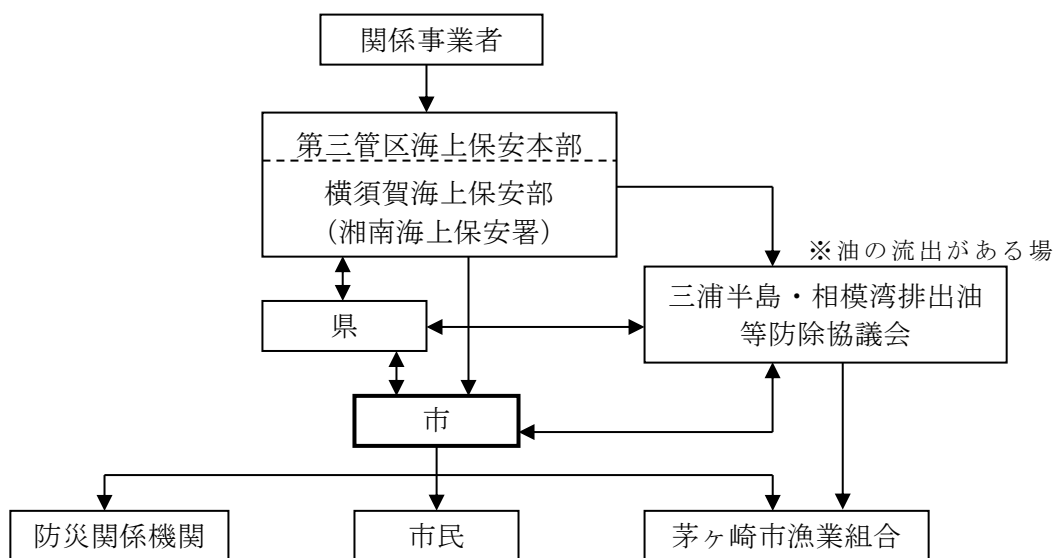 関係事業者
第三管区海上保安本部
横須賀海上保安部
（湘南海上保安署）
※油の流出がある場
三浦半島・相模湾排出油
等防除協議会
県
市
防災関係機関
市民
茅ヶ崎市漁業組合